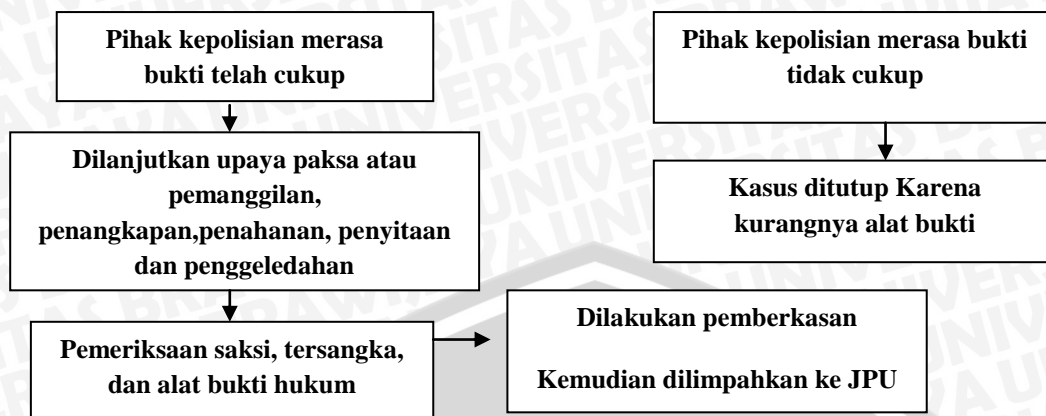 Pihak kepolisian merasa
bukti telah cukup
Dilanjutkan upaya paksa atau
pemanggilan,
penangkapan,penahanan, penyitaan
dan penggeledahan
Pemeriksaan saksi, tersangka,
dan alat bukti hukum
Dilakukan pemberkasan
Kemudian dilimpahkan ke JPU
Pihak kepolisian merasa bukti
tidak cukup
Kasus ditutup Karena
kurangnya alat bukti